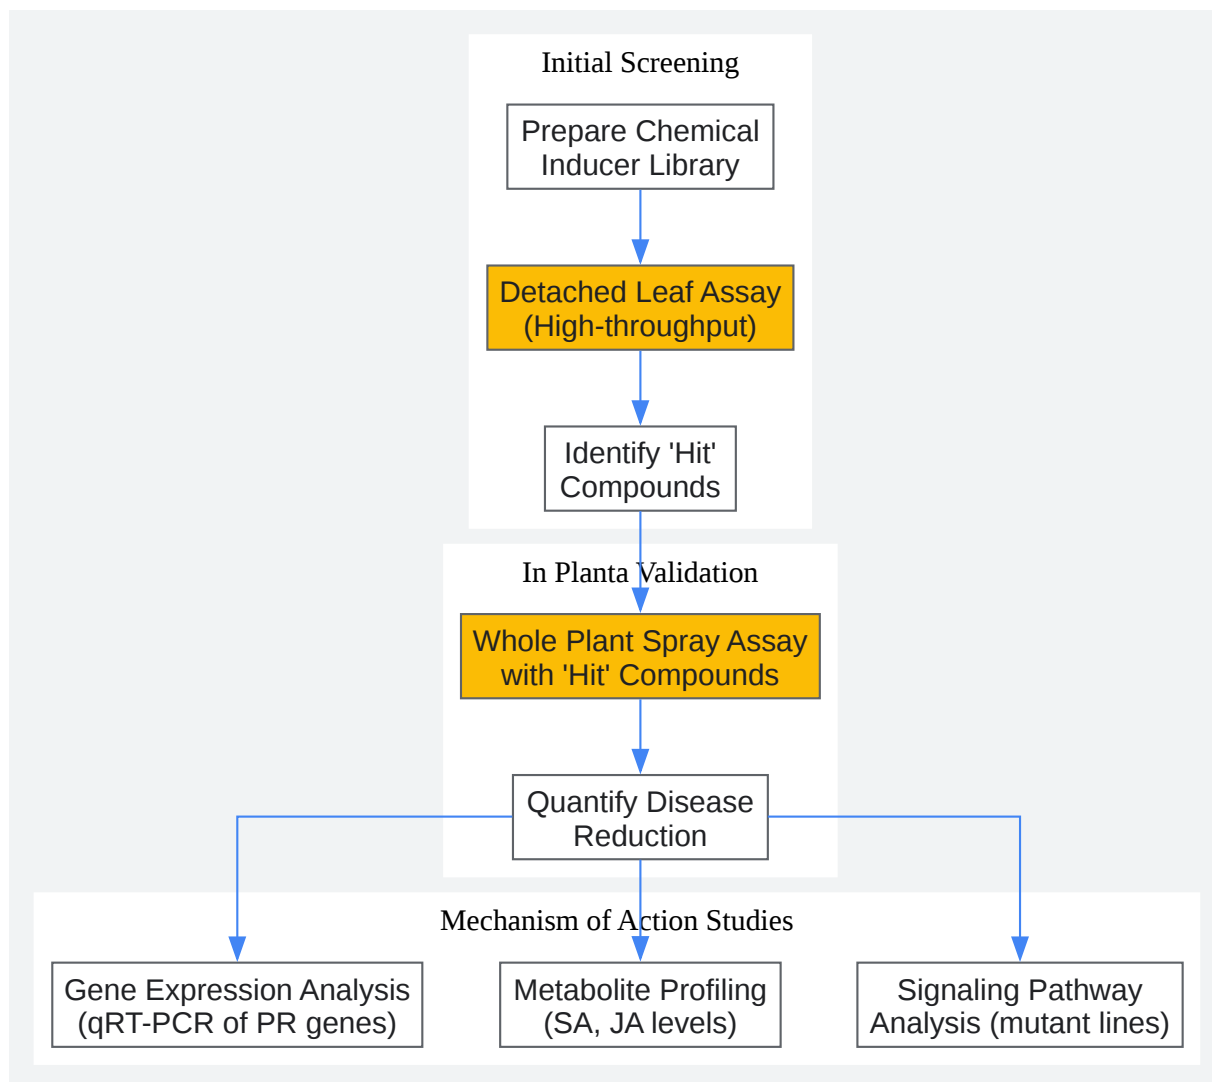 Initial Screening
Prepare Chemical
Inducer Library
Detached Leaf Assay
(High-throughput)
Identify 'Hit'
Compounds
In Planta Validation
Whole Plant Spray Assay
with 'Hit' Compounds
Quantify Disease
Reduction
Mechanism of Action Studies
Gene Expression Analysis
(qRT-PCR of PR genes)
Metabolite Profiling
(SA, JA levels)
Signaling Pathway
Analysis (mutant lines)